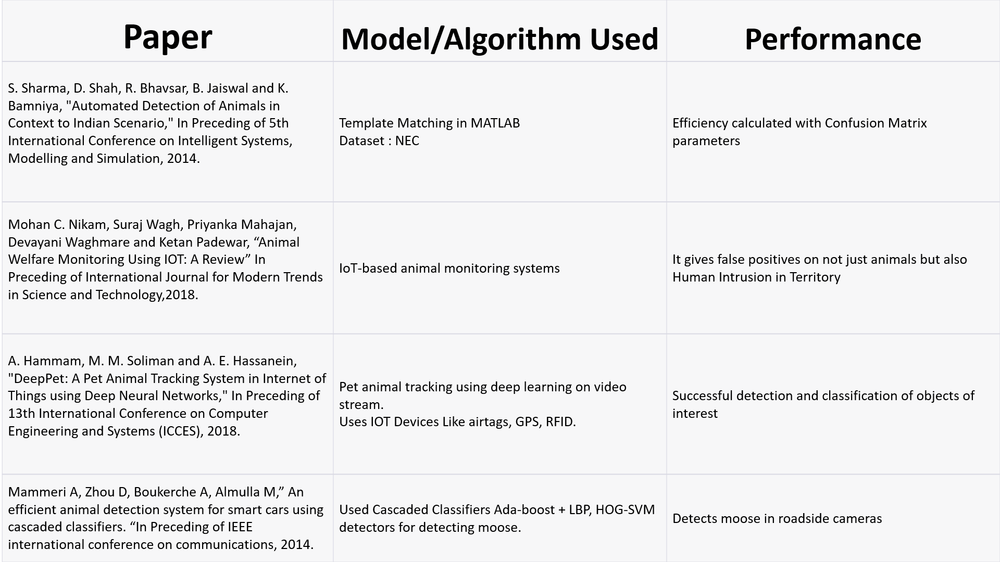 Paper
Model/Algorithm Used
Performance
S. Sharma, D. Shah, R. Bhavsar, B. Jaiswal and K.
Bamniya, "Automated Detection of Animals in
Context to Indian Scenario," In Preceding of 5th
International Conference on Intelligent Systems,
Modelling and Simulation, 2014.
Template Matching in MATLAB
Dataset : NEC
Efficiency calculated with Confusion Matrix
parameters
Mohan C. Nikam, Suraj Wagh, Priyanka Mahajan,
Devayani Waghmare and Ketan Padewar, “Animal
Welfare Monitoring Using IOT: A Review” In
Preceding of International Journal for Modern Trends
in Science and Technology,2018.
IoT-based animal monitoring systems
It gives false positives on not just animals but also
Human Intrusion in Territory
A. Hammam, M. M. Soliman and A. E. Hassanein,
"DeepPet: A Pet Animal Tracking System in Internet of
Things using Deep Neural Networks," In Preceding of
13th International Conference on Computer
Engineering and Systems (ICCES), 2018.
Pet animal tracking using deep learning on video
stream.
Uses IOT Devices Like airtags, GPS, RFID.
Successful detection and classification of objects of
interest
Mammeri A, Zhou D, Boukerche A, Almulla M,” An
efficient animal detection system for smart cars using
cascaded classifiers. “In Preceding of IEEE
international conference on communications, 2014.
Used Cascaded Classifiers Ada-boost + LBP, HOG-SVM
detectors for detecting moose.
Detects moose in roadside cameras